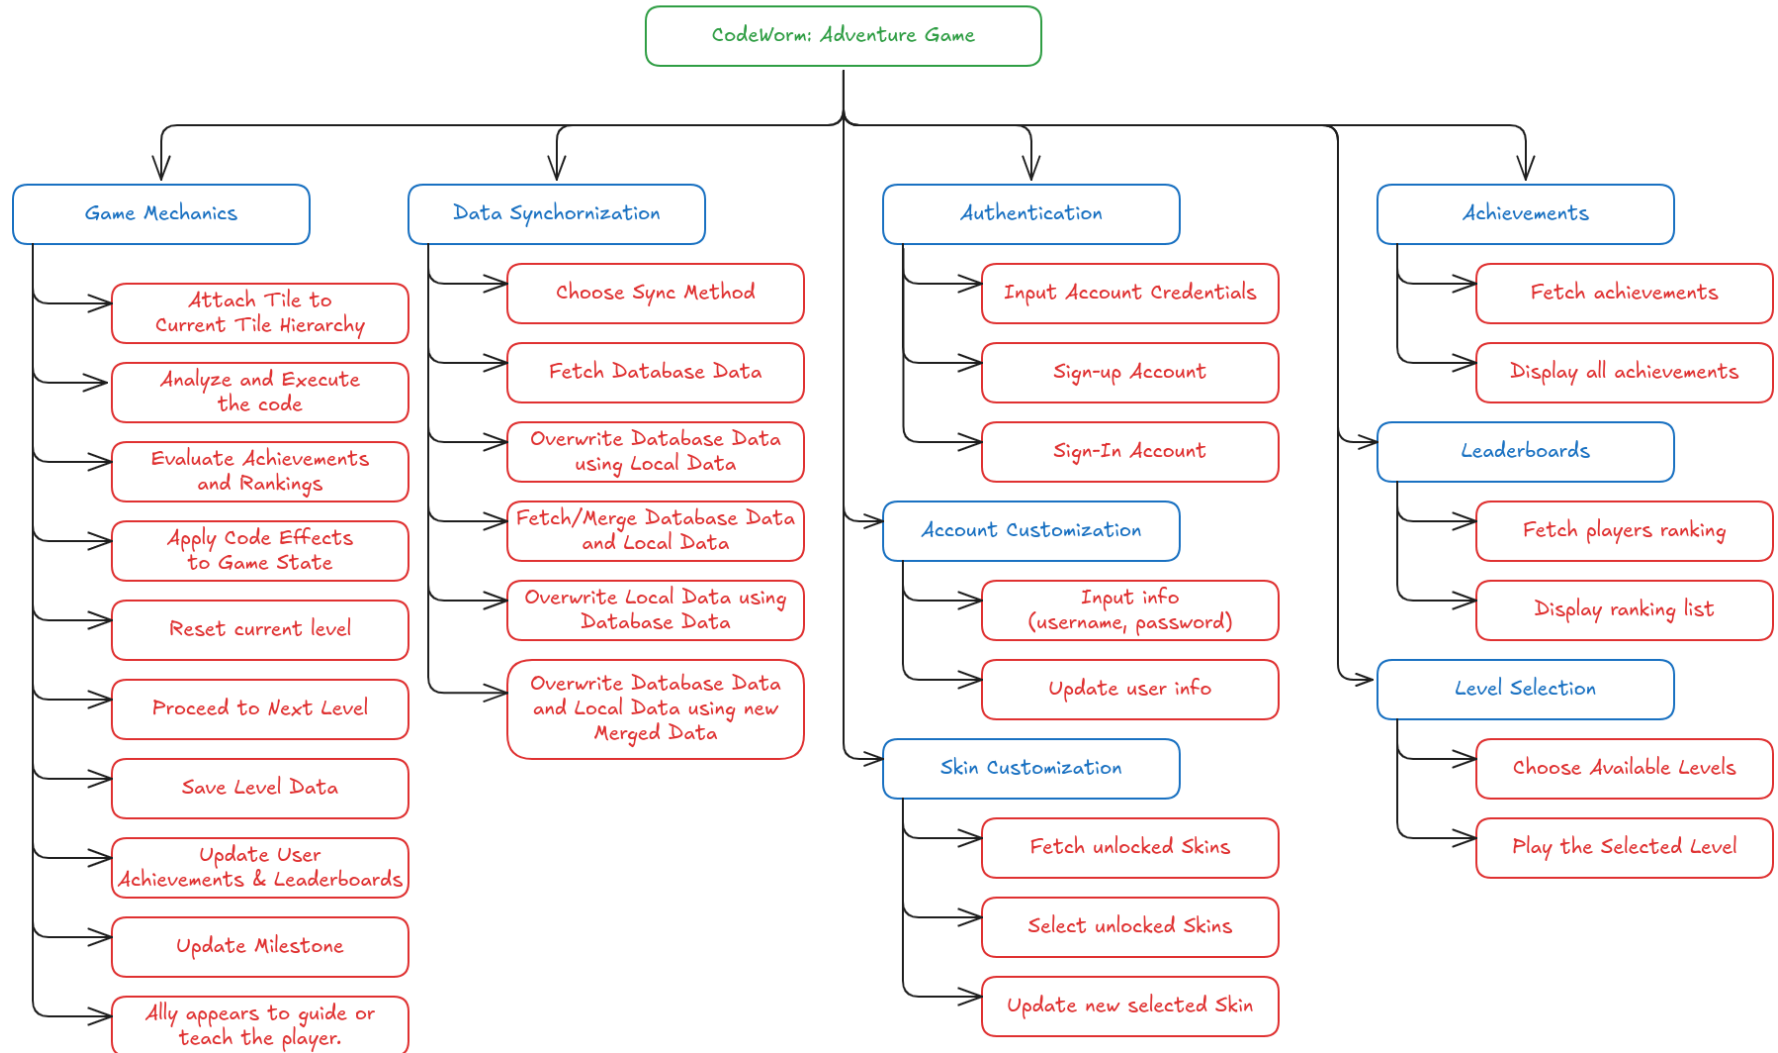 CodeWorm: Adventure Game
Game Mechanics
Attach Tile to
Current Tile Hierarchy
Analyze and Execute
the code
Evaluate Achievements
and Rankings
Apply Code Effects
to Game State
Reset current level
Proceed to Next Level
Save Level Data
Update User
Achievements & Leaderboards
Update Milestone
Ally appears to guide or
teach the player.
Data Synchornization
Choose Sync Method
Fetch Database Data
Overwrite Database Data
using Local Data
Fetch/Merge Database Data
and Local Data
Overwrite Local Data using
Database Data
Overwrite Database Data
and Local Data using new
Merged Data
Authentication
Input Account Credentials
Sign-up Account
Sign-In Account
Account Customization
Input info
(username, password)
Update user info
Skin Customization
Fetch unlocked Skins
Select unlocked Skins
Update new selected Skin
Achievements
Fetch achievements
Display all achievements
Leaderboards
Fetch players ranking
Display ranking list
Level Selection
Choose Available Levels
Play the Selected Level